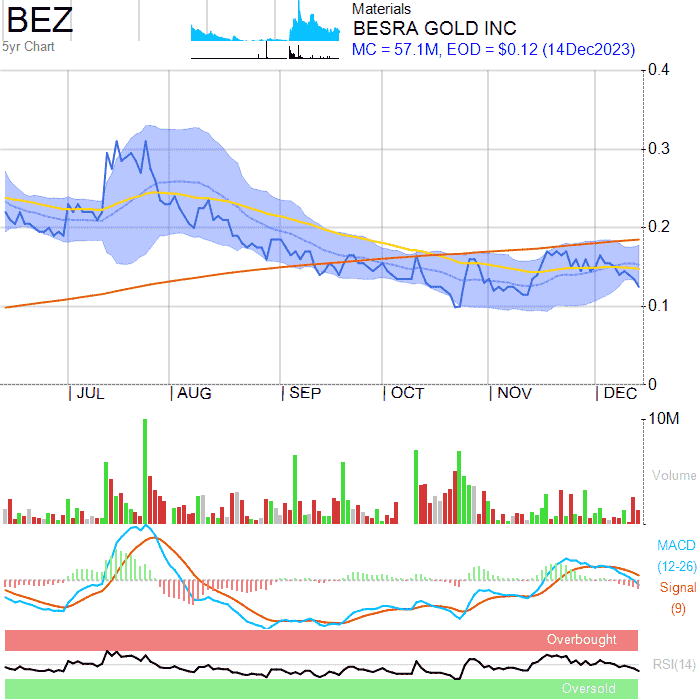 BEZ
5yr Chart
Materials
BESRA GOLD INC
MC = 57.1M, EOD = $0.12 (14Dec2023)
0.4
0.3
0.2
0.1
0
JUL AUG SEP OCT NOV DEC
10M
Volume
MACD
(12-26)
Signal
(9)
Overbought
RSI(14)
Oversold